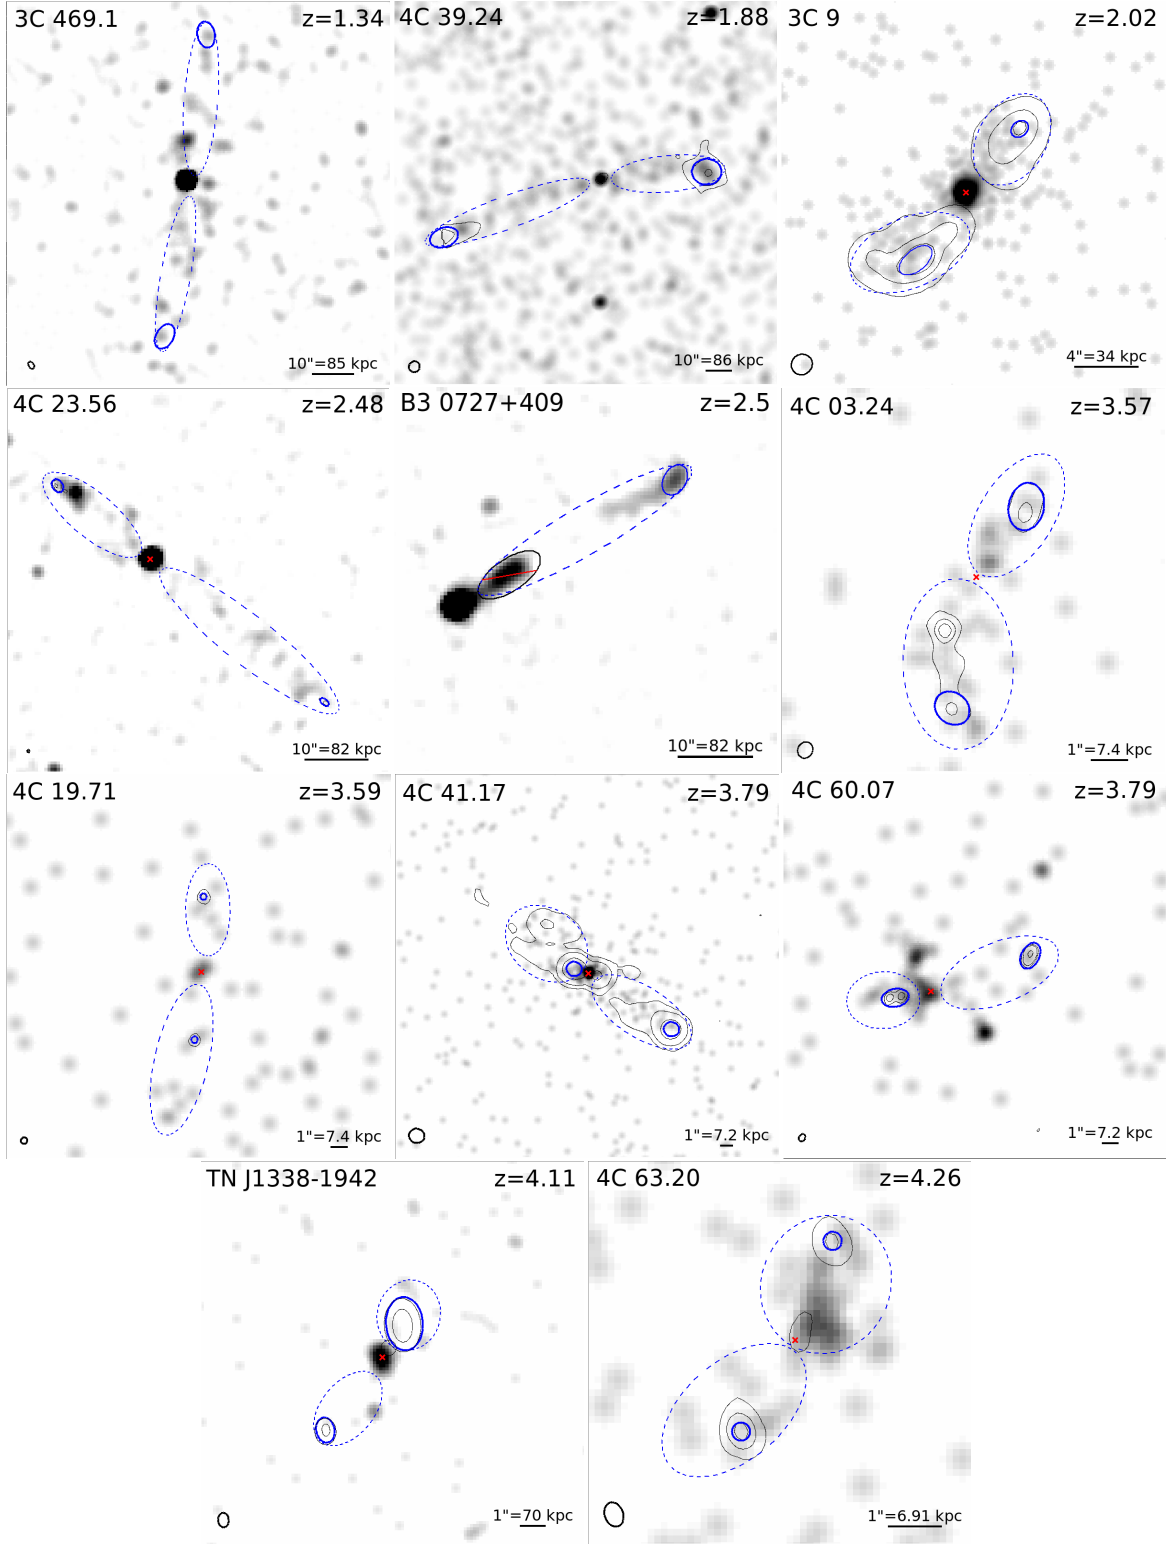 3C 469.1 z=1.34
10"=85 kpc
4C 39.24 z=1.88
10"=86 kpc
3C 9 z=2.02
4"=34 kpc
4C 23.56 z=2.48
10"=82 kpc
B3 0727+409 z=2.5
10"=82 kpc
4C 03.24 z=3.57
1"=7.4 kpc
4C 19.71 z=3.59
1"=7.4 kpc
4C 41.17 z=3.79
1"=7.2 kpc
4C 60.07 z=3.79
1"=7.2 kpc
TN J1338-1942 z=4.11
1"=70 kpc
4C 63.20 z=4.26
1"=6.91 kpc